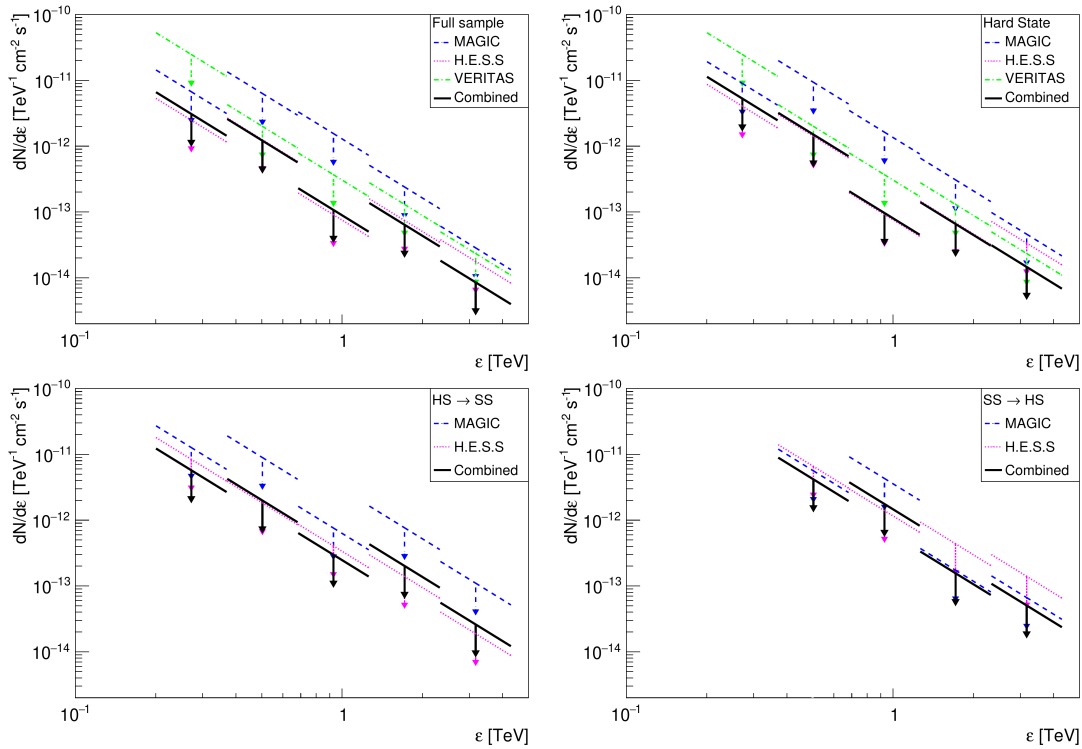 Full sample
MAGIC
H.E.S.S
VERITAS
Combined
dN/dε [TeV⁻¹ cm⁻² s⁻¹]
10⁻¹⁰
10⁻¹¹
10⁻¹²
10⁻¹³
10⁻¹⁴
10⁻¹
1
ε [TeV]
Hard State
MAGIC
H.E.S.S
VERITAS
Combined
dN/dε [TeV⁻¹ cm⁻² s⁻¹]
10⁻¹⁰
10⁻¹¹
10⁻¹²
10⁻¹³
10⁻¹⁴
10⁻¹
1
ε [TeV]
HS → SS
MAGIC
H.E.S.S
Combined
dN/dε [TeV⁻¹ cm⁻² s⁻¹]
10⁻¹⁰
10⁻¹¹
10⁻¹²
10⁻¹³
10⁻¹⁴
10⁻¹
1
ε [TeV]
SS → HS
MAGIC
H.E.S.S
Combined
dN/dε [TeV⁻¹ cm⁻² s⁻¹]
10⁻¹⁰
10⁻¹¹
10⁻¹²
10⁻¹³
10⁻¹⁴
10⁻¹
1
ε [TeV]